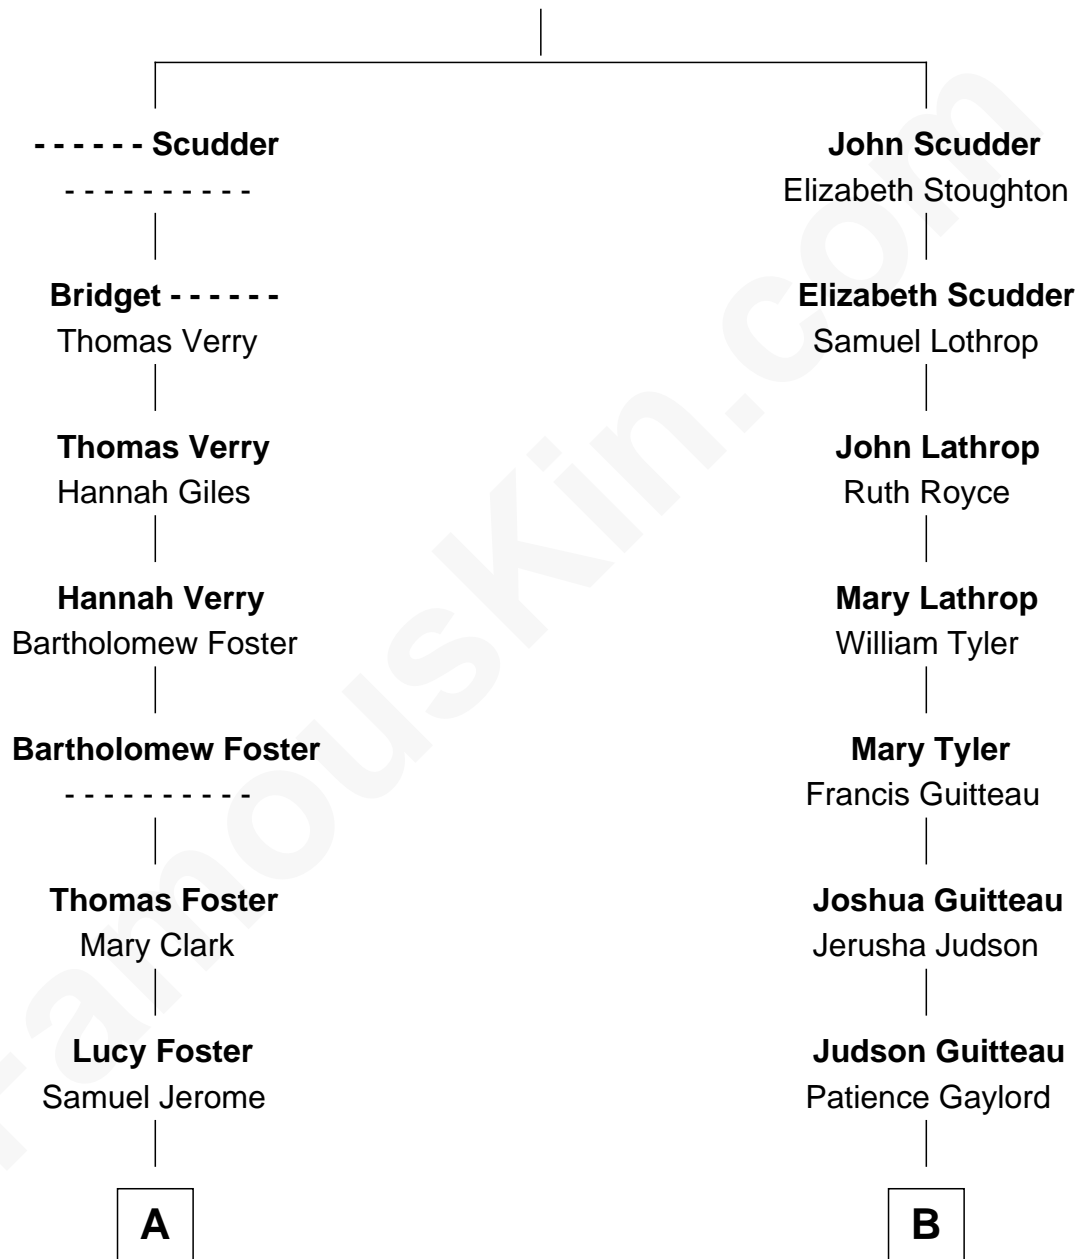 - - - - - - Scudder
- - - - - - - - - -
Bridget - - - - - -
Thomas Verry
Thomas Verry
Hannah Giles
Hannah Verry
Bartholomew Foster
Bartholomew Foster
- - - - - - - - - -
Thomas Foster
Mary Clark
Lucy Foster
Samuel Jerome
A
John Scudder
Elizabeth Stoughton
Elizabeth Scudder
Samuel Lothrop
John Lathrop
Ruth Royce
Mary Lathrop
William Tyler
Mary Tyler
Francis Guitteau
Joshua Guitteau
Jerusha Judson
Judson Guitteau
Patience Gaylord
B
FamousKin.com